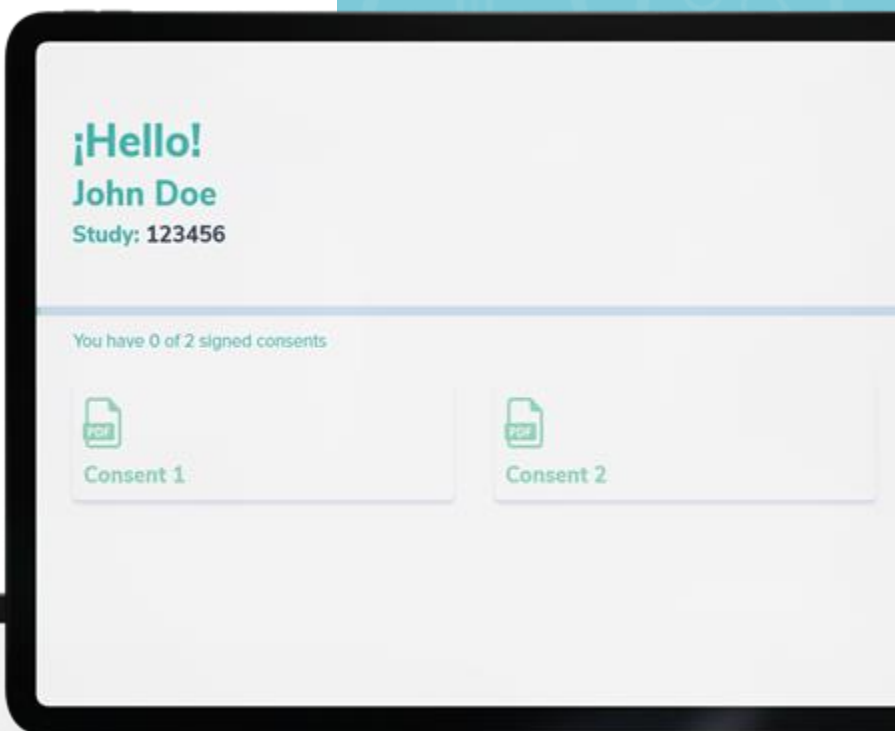 ¡Hello!
John Doe
Study: 123456
You have 0 of 2 signed consents
PDF
Consent 1
PDF
Consent 2